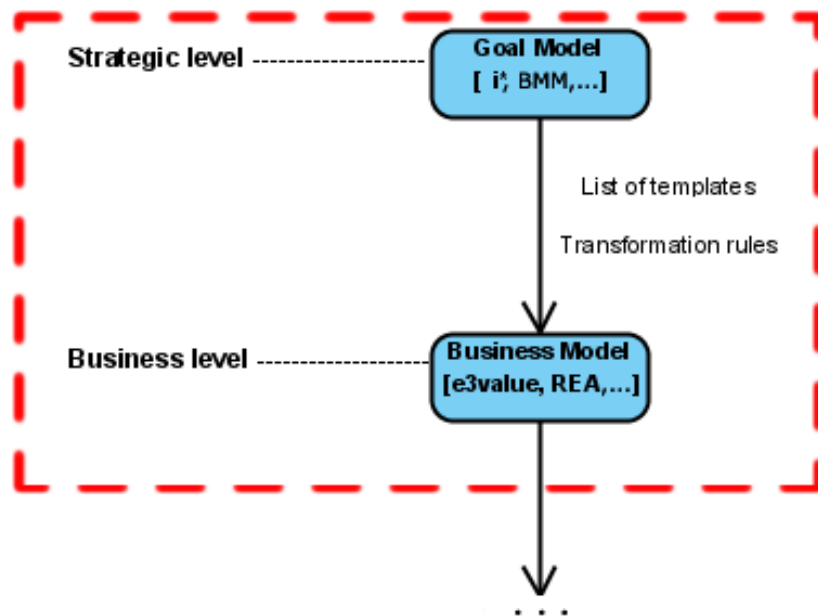 Strategic level
Goal Model
[ i*, BMM,...]
List of templates
Transformation rules
Business level
Business Model
[e3value, REA,...]
...